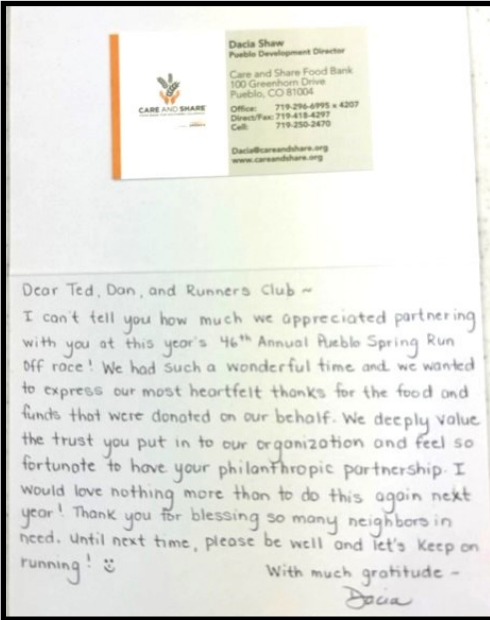 Dacia Shaw
Pueblo Development Director
Care and Share Food Bank
100 Greenhorn Drive
Pueblo, CO 81004
Office: 719-296-6995 x 4207
Direct/Fax: 719-418-4297
Cell: 719-250-2470
Dacia@careandshare.org
www.careandshare.org
CARE AND SHARE
Dear Ted, Dan, and Runners Club ~
I can't tell you how much we appreciated partnering
with you at this year's 46th Annual Pueblo Spring Run
Off race! We had such a wonderful time and we wanted
to express our most heartfelt thanks for the food and
funds that were donated on our behalf. We deeply value
the trust you put in to our organization and feel so
fortunate to have your philanthropic partnership. I
would love nothing more than to do this again next
year! Thank you for blessing so many neighbors in
need. Until next time, please be well and let's keep on
running! :)
With much gratitude -
Dacia